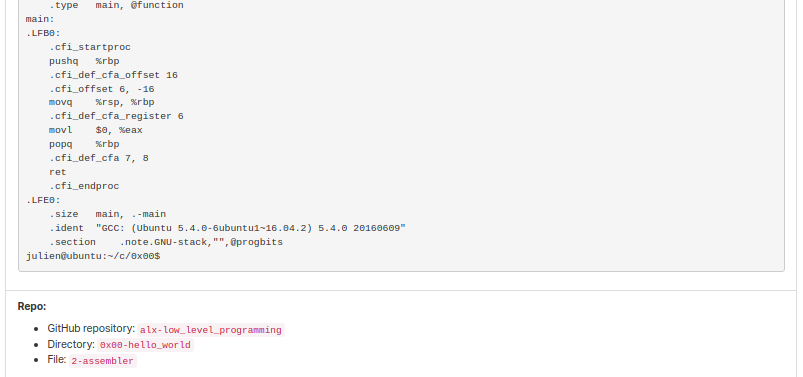 .type   main, @function
main:
.LFB0:
    .cfi_startproc
    pushq   %rbp
    .cfi_def_cfa_offset 16
    .cfi_offset 6, -16
    movq    %rsp, %rbp
    .cfi_def_cfa_register 6
    movl    $0, %eax
    popq    %rbp
    .cfi_def_cfa 7, 8
    ret
    .cfi_endproc
.LFE0:
    .size   main, .-main
    .ident  "GCC: (Ubuntu 5.4.0-6ubuntu1~16.04.2) 5.4.0 20160609"
    .section    .note.GNU-stack,"",@progbits
julien@ubuntu:~/c/0x00$
Repo:
• GitHub repository: alx-low_level_programming
• Directory: 0x00-hello_world
• File: 2-assembler